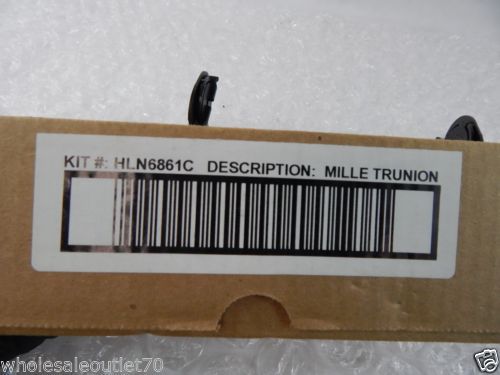 KIT #: HLN6861C DESCRIPTION: MILLE TRUNION
wholesaleoutlet70